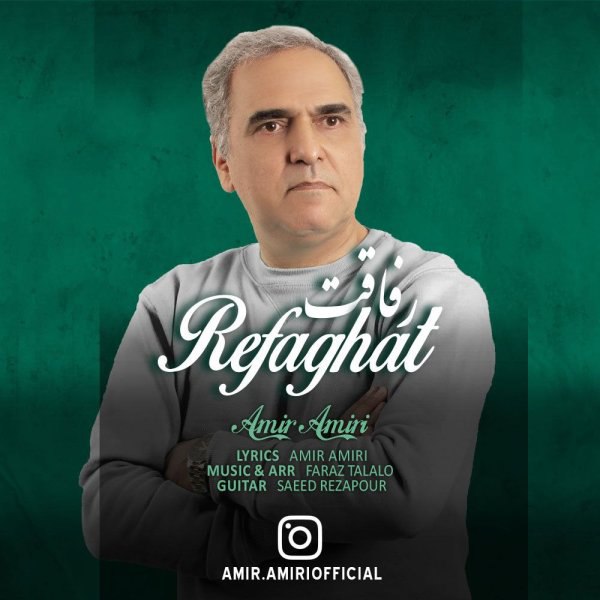 رفاقت
Refaghat
Amir Amiri
LYRICS AMIR AMIRI
MUSIC & ARR FARAZ TALALO
GUITAR SAEED REZAPOUR
AMIR.AMIRIOFFICIAL